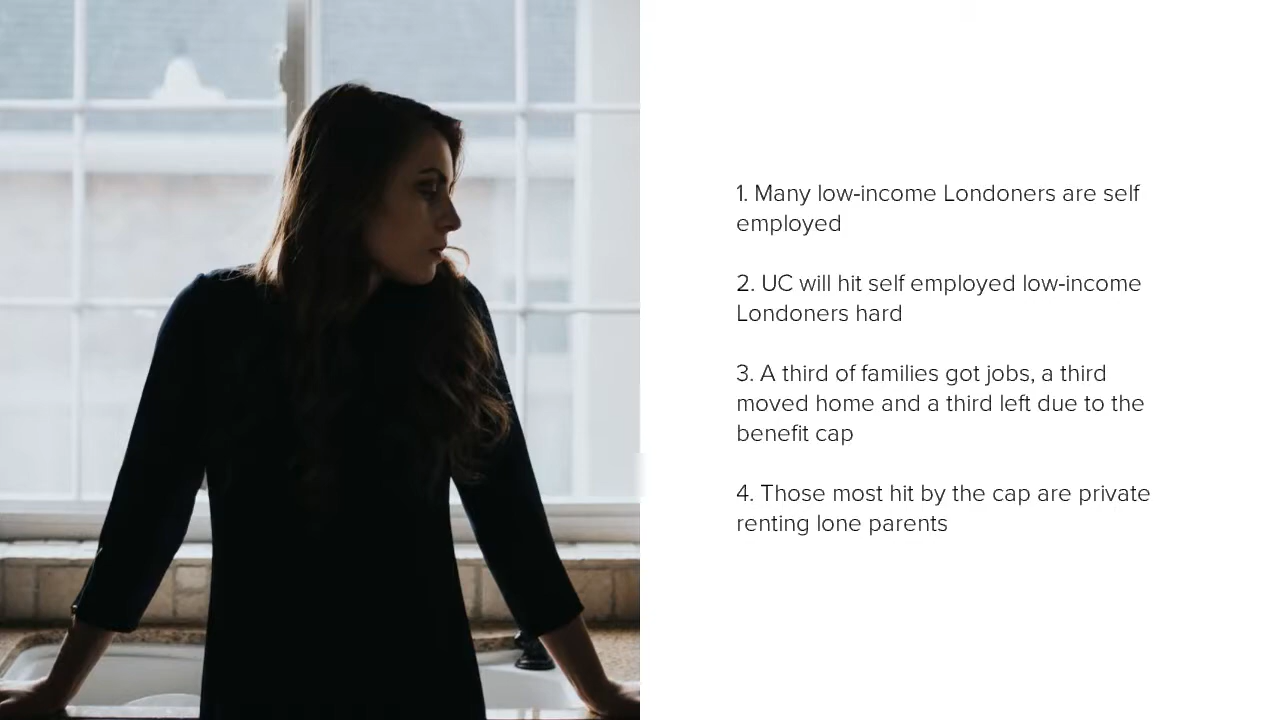 1. Many low-income Londoners are self
employed
2. UC will hit self employed low-income
Londoners hard
3. A third of families got jobs, a third
moved home and a third left due to the
benefit cap
4. Those most hit by the cap are private
renting lone parents